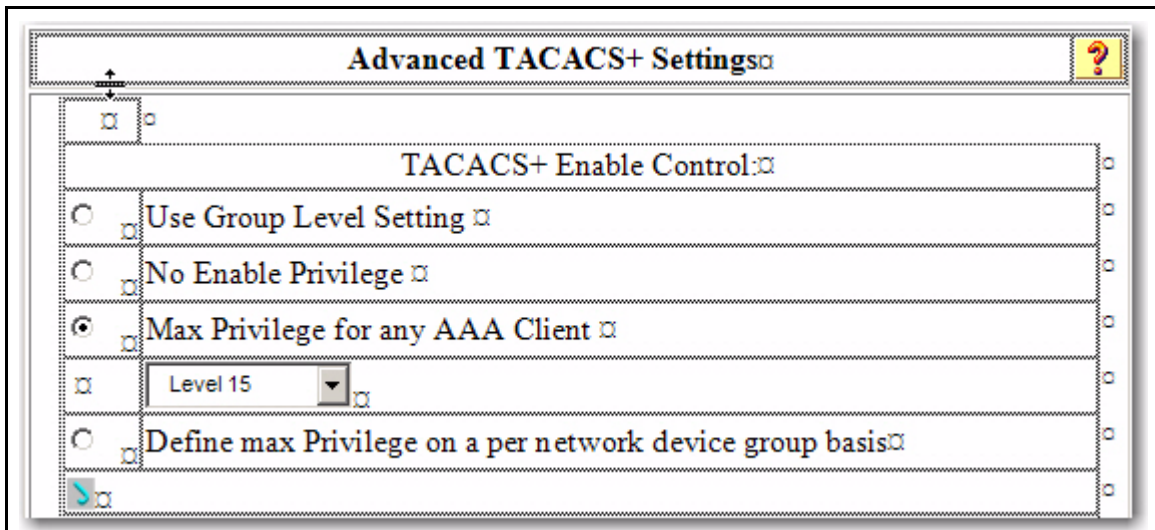 Advanced TACACS+ Settings¤
?
¤ ¤
TACACS+ Enable Control:¤ ¤
¤ Use Group Level Setting ¤ ¤
¤ No Enable Privilege ¤ ¤
¤ Max Privilege for any AAA Client ¤ ¤
¤ Level 15 ¤ ¤
¤ Define max Privilege on a per network device group basis¤ ¤
¤ ¤